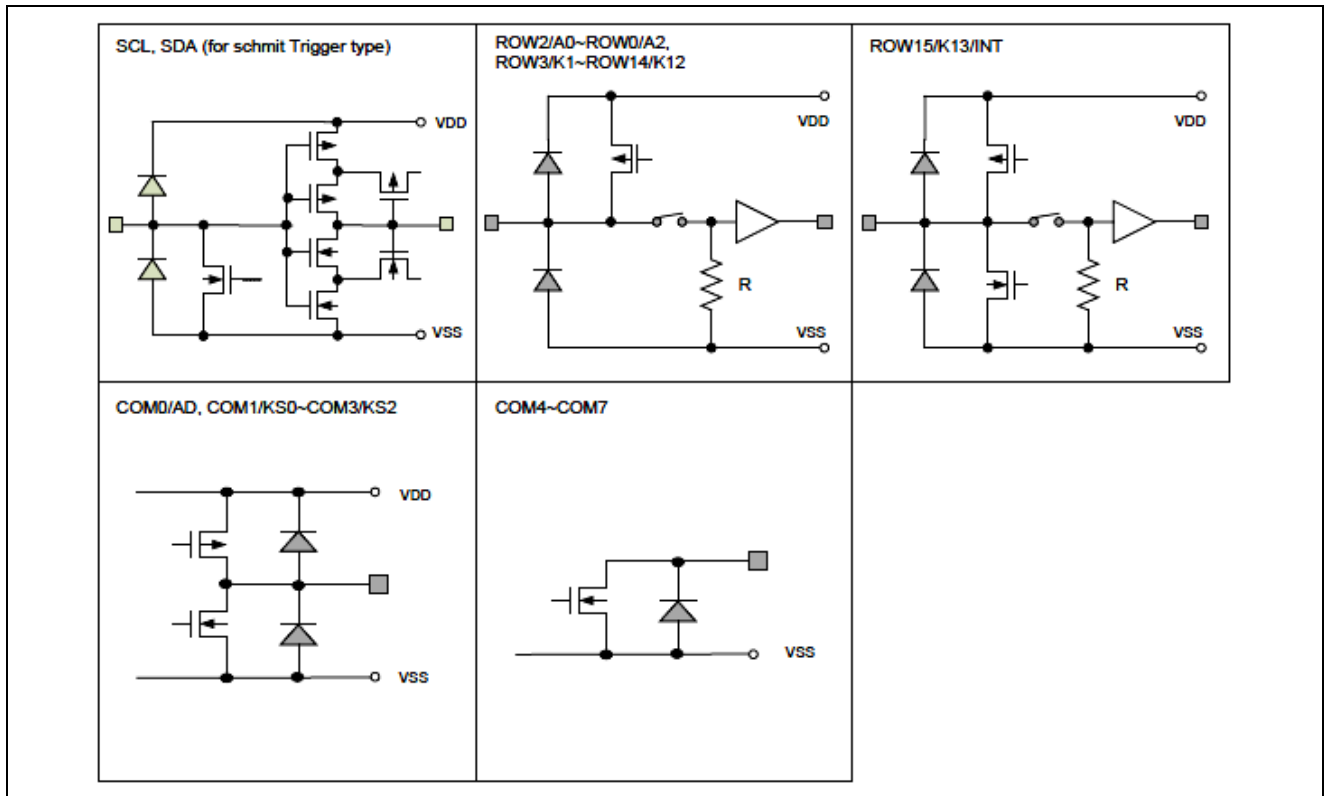 SCL, SDA (for schmit Trigger type)
VDD
VSS
ROW2/A0~ROW0/A2,
ROW3/K1~ROW14/K12
VDD
R
VSS
ROW15/K13/INT
VDD
R
VSS
COM0/AD, COM1/KS0~COM3/KS2
VDD
VSS
COM4~COM7
VSS